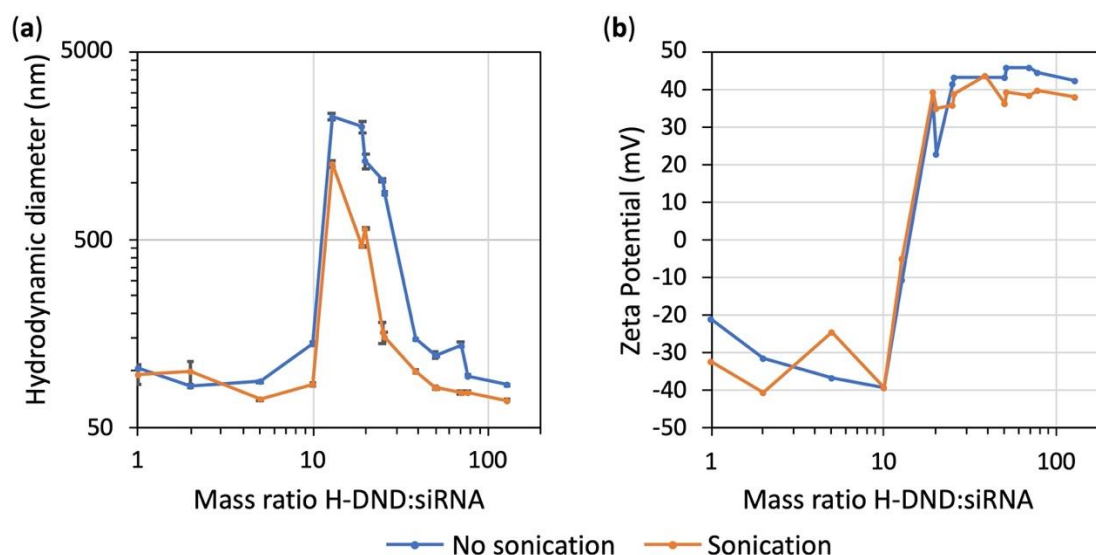 (a)
5000
500
50
Hydrodynamic diameter (nm)
1
10
100
Mass ratio H-DND:siRNA
(b)
50
40
30
20
10
0
-10
-20
-30
-40
-50
Zeta Potential (mV)
1
10
100
Mass ratio H-DND:siRNA
No sonication
Sonication